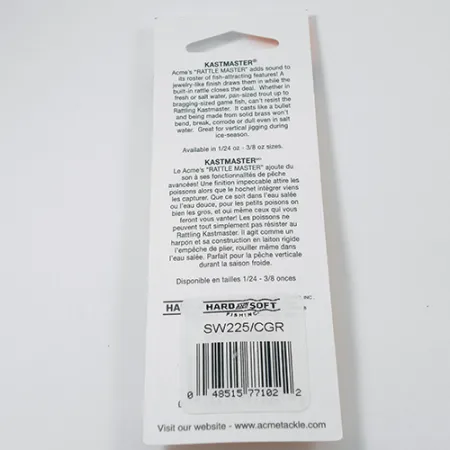 KASTMASTER®
Acme's "RATTLE MASTER" adds sound to
its roster of fish-attracting features! A
jewelry-like finish draws them in while the
built-in rattle closes the deal. Whether in
fresh or salt water, pan-sized trout up to
bragging-sized game fish, can't resist the
Rattling Kastmaster. It casts like a bullet
and being made from solid brass won't
bend, break, corrode or dull even in salt
water. Great for vertical jigging during
ice-season.
Available in 1/24 oz - 3/8 oz sizes.
KASTMASTER
Le Acme's "RATTLE MASTER" ajoute du
son à ses fonctionnalités de pêche
avancées! Une finition impeccable attire les
poissons alors que le hochet intérieur viens
les capturer. Que ce soit dans l'eau salée
ou l'eau douce, pour les petits poissons on
bien les gros, et oui même ceux qui vous
feront vous vanter! Les poissons ne
peuvent tout simplement pas résister au
Rattling Kastmaster. Il agit comme un
harpon et sa construction en laiton rigide
l'empêche de plier, rouiller même dans
l'eau salée. Parfait pour la pêche verticale
durant la saison froide.
Disponible en tailles 1/24 - 3/8 onces
HA
INC.
HARD AND SOFT
FISHING
SW225/CGR
0 48515 77102 2
Visit our website - www.acmetackle.com